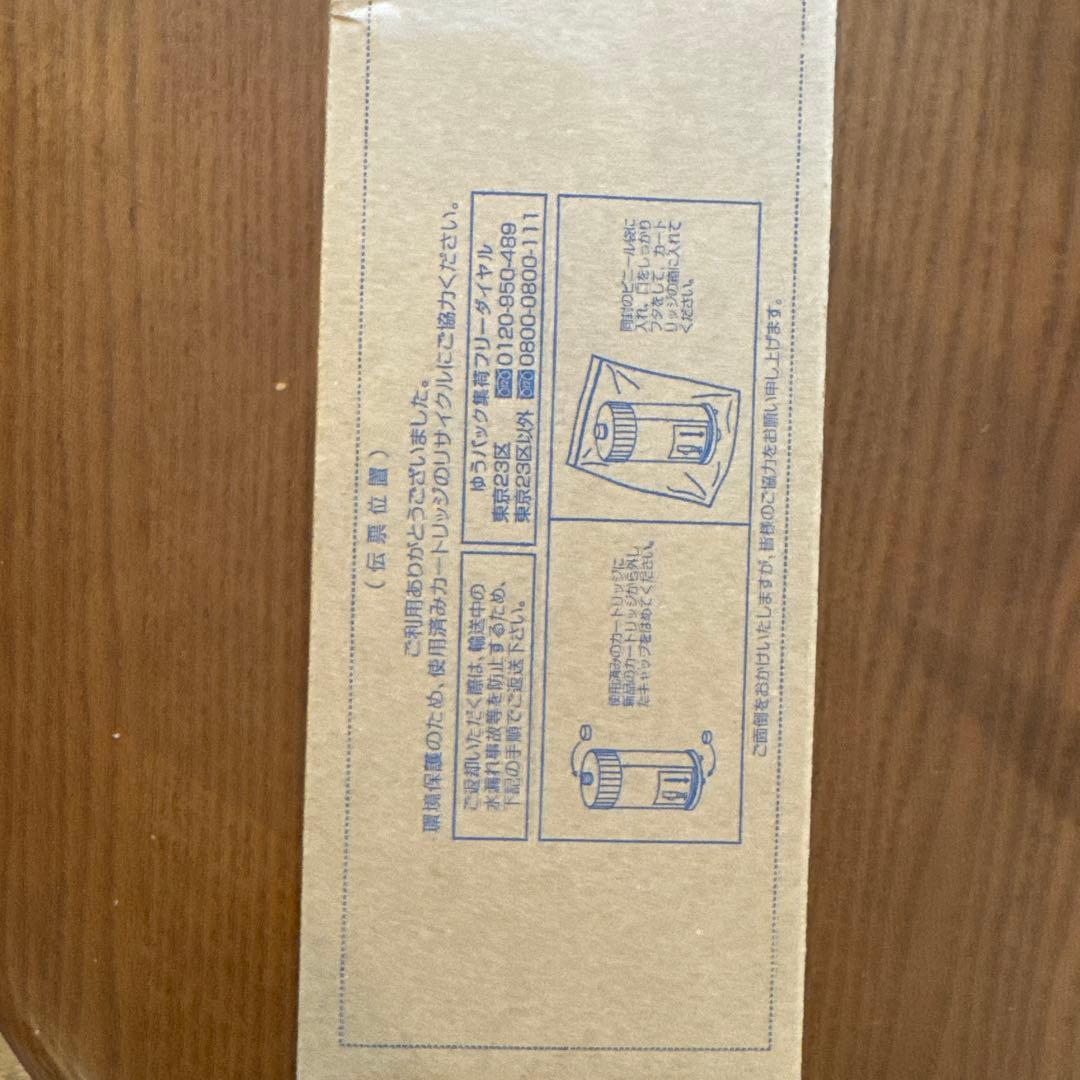 （伝票位置）
ご利用ありがとうございました。
環境保護のため、使用済みカートリッジのリサイクルにご協力ください。
ご返却いただく際は、輸送中の
水漏れ事故等を防止するため、
下記の手順でご返送下さい。
ゆうパック集荷フリーダイヤル
東京23区 0120-950-489
東京23区以外 0800-0800-111
使用済みのカートリッジに
新品のカートリッジから外し
たキャップをはめてください。
同封のビニール袋に
入れ、口をしっかり
フタをして、カート
リッジの箱に入れて
ください。
ご面倒をおかけいたしますが、皆様のご協力をお願い申し上げます。